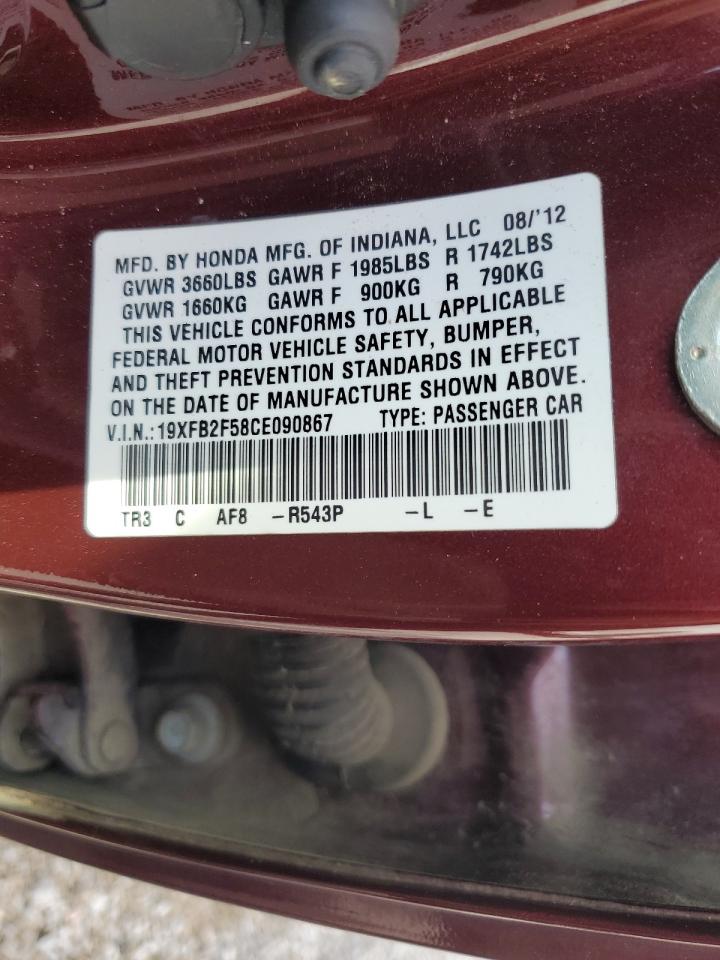 MFD. BY HONDA MFG. OF INDIANA, LLC 08/'12
GVWR 3660LBS GAWR F 1985LBS R 1742LBS
GVWR 1660KG GAWR F 900KG R 790KG
THIS VEHICLE CONFORMS TO ALL APPLICABLE
FEDERAL MOTOR VEHICLE SAFETY, BUMPER,
AND THEFT PREVENTION STANDARDS IN EFFECT
ON THE DATE OF MANUFACTURE SHOWN ABOVE.
V.I.N.:19XFB2F58CE090867 TYPE: PASSENGER CAR
TR3 C AF8 -R543P -L -E